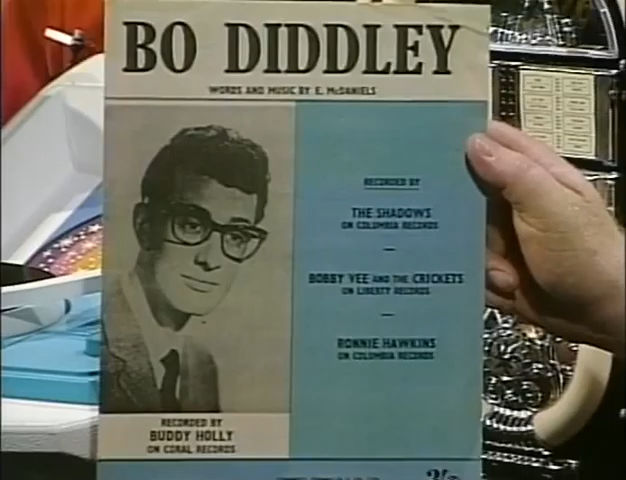 BO DIDDLEY
WORDS AND MUSIC BY E. McDANIELS
RECORDED BY
THE SHADOWS
ON COLUMBIA RECORDS
—
BOBBY VEE AND THE CRICKETS
ON LIBERTY RECORDS
—
RONNIE HAWKINS
ON COLUMBIA RECORDS
RECORDED BY
BUDDY HOLLY
ON CORAL RECORDS